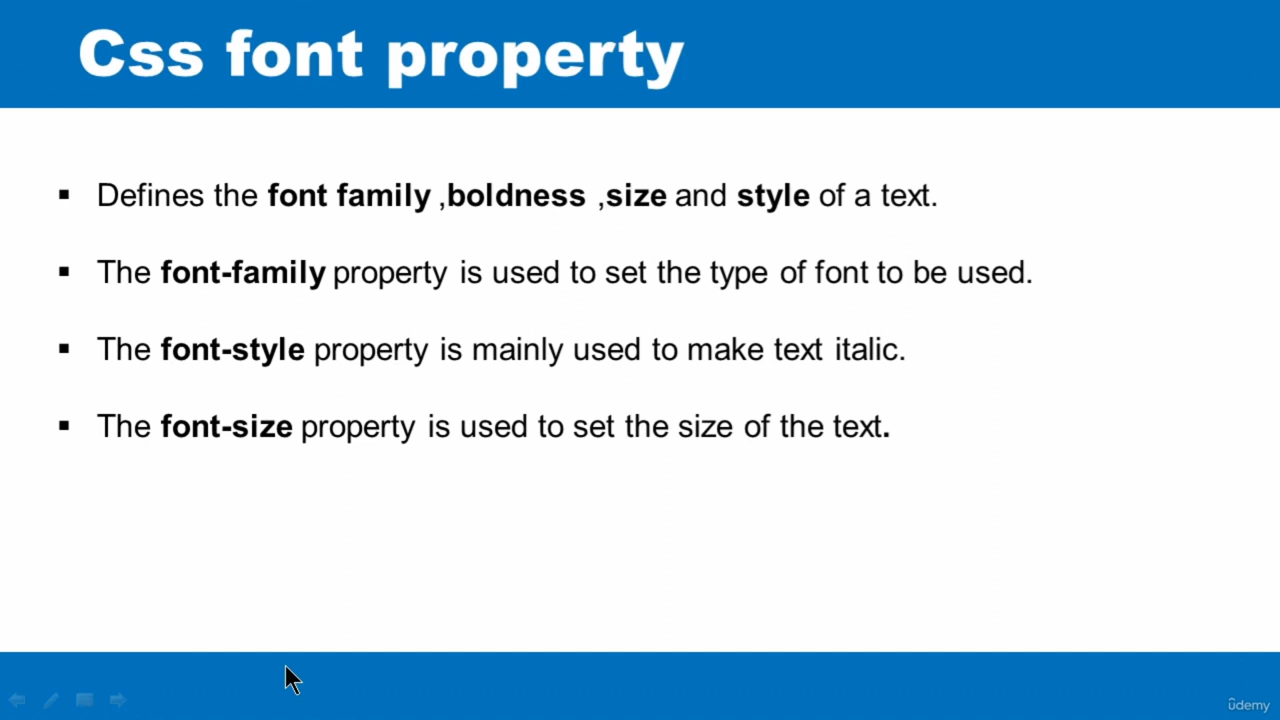 Css font property
▪ Defines the font family ,boldness ,size and style of a text.
▪ The font-family property is used to set the type of font to be used.
▪ The font-style property is mainly used to make text italic.
▪ The font-size property is used to set the size of the text.
ûdemy